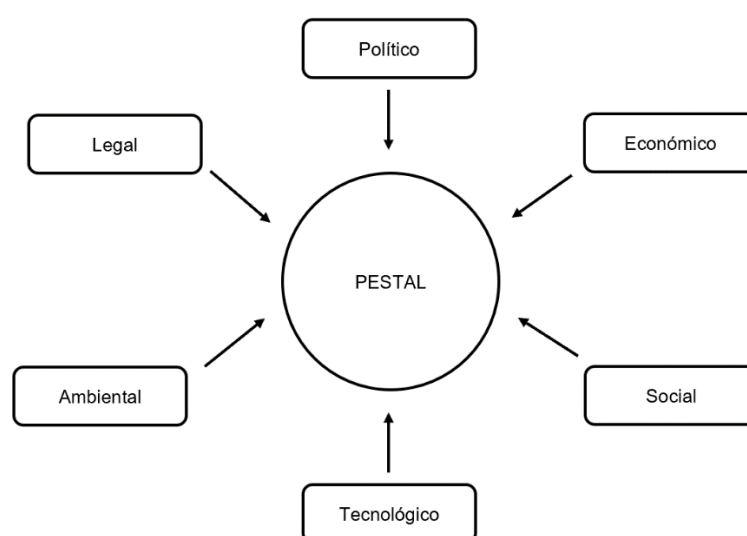 Político
Legal
Económico
PESTAL
Ambiental
Social
Tecnológico